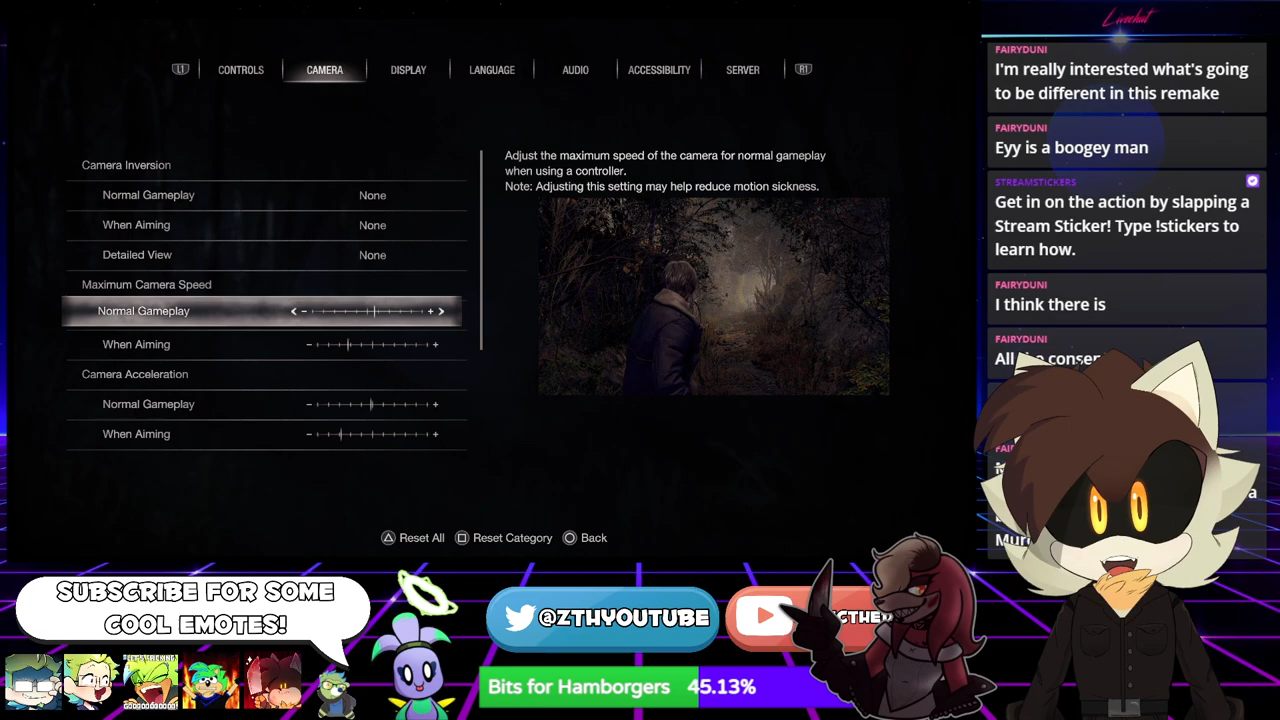 L1
CONTROLS
CAMERA
DISPLAY
LANGUAGE
AUDIO
ACCESSIBILITY
SERVER
R1
Camera Inversion
Normal Gameplay None
When Aiming None
Detailed View None
Maximum Camera Speed
Normal Gameplay
When Aiming
Camera Acceleration
Normal Gameplay
When Aiming
Adjust the maximum speed of the camera for normal gameplay
when using a controller.
Note: Adjusting this setting may help reduce motion sickness.
Reset All
Reset Category
Back
Livechat
FAIRYDUNI
I'm really interested what's going
to be different in this remake
FAIRYDUNI
Eyy is a boogey man
STREAMSTICKERS
Get in on the action by slapping a
Stream Sticker! Type !stickers to
learn how.
FAIRYDUNI
I think there is
FAIRYDUNI
All
SUBSCRIBE FOR SOME
COOL EMOTES!
@ZTHYOUTUBE
Bits for Hamborgers 45.13%